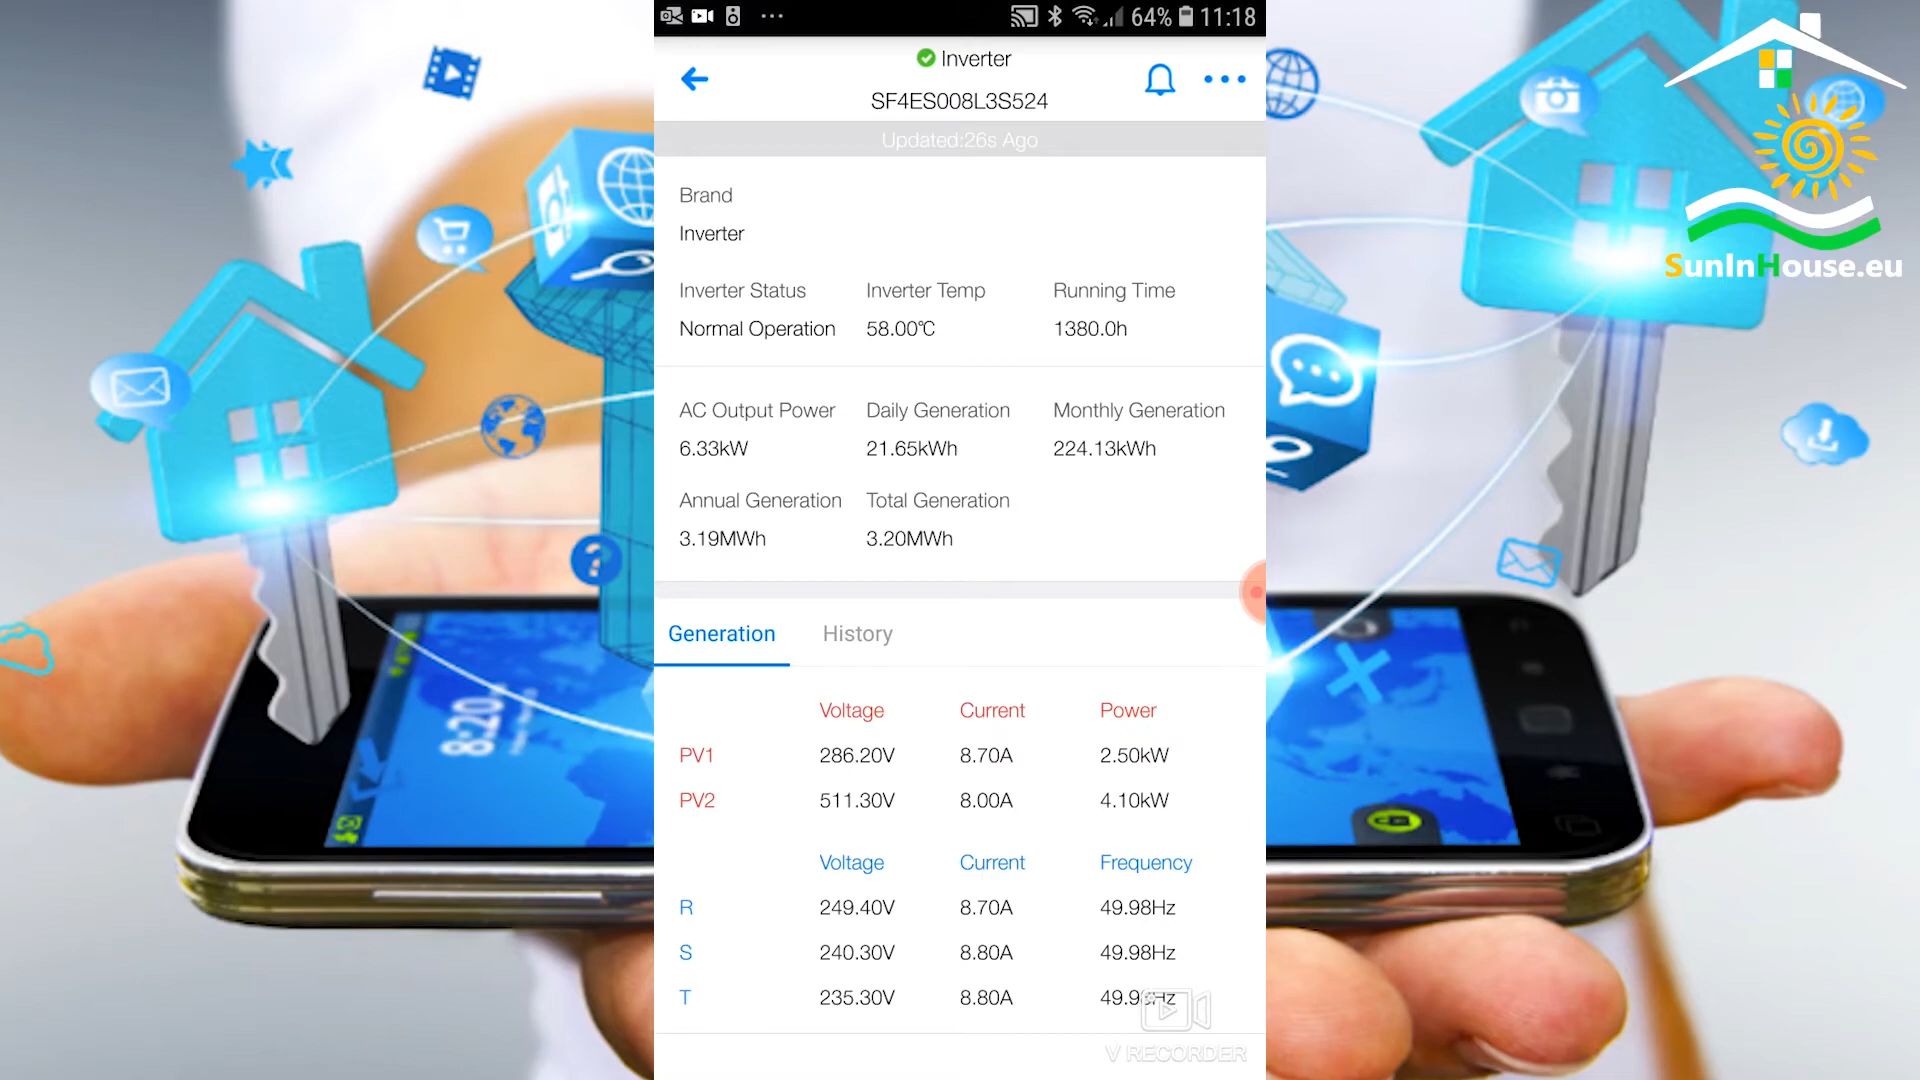 64% 11:18
Inverter
SF4ES008L3S524
Updated:26s Ago
Brand
Inverter
Inverter Status Inverter Temp Running Time
Normal Operation 58.00℃ 1380.0h
AC Output Power Daily Generation Monthly Generation
6.33kW 21.65kWh 224.13kWh
Annual Generation Total Generation
3.19MWh 3.20MWh
Generation History
Voltage Current Power
PV1 286.20V 8.70A 2.50kW
PV2 511.30V 8.00A 4.10kW
Voltage Current Frequency
R 249.40V 8.70A 49.98Hz
S 240.30V 8.80A 49.98Hz
T 235.30V 8.80A 49.98Hz
V RECORDER
SunInHouse.eu
8:20